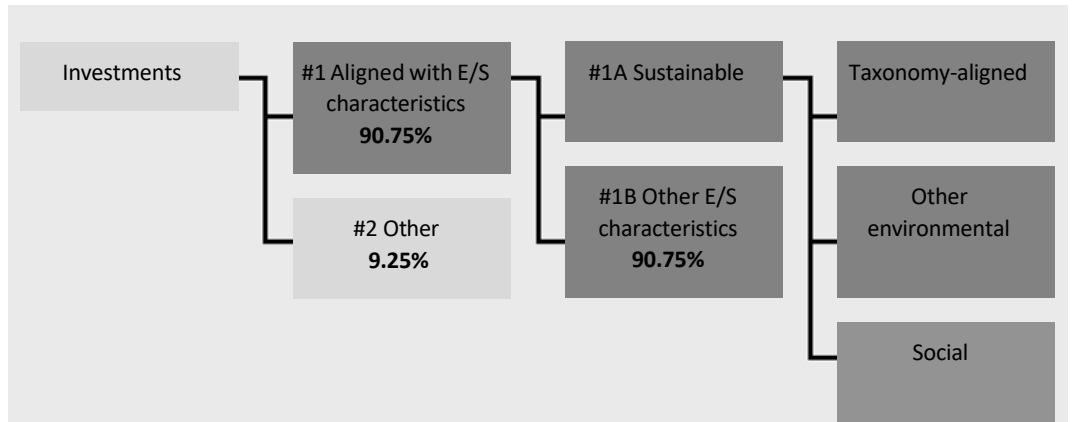 Investments
#1 Aligned with E/S
characteristics
90.75%
#2 Other
9.25%
#1A Sustainable
#1B Other E/S
characteristics
90.75%
Taxonomy-aligned
Other
environmental
Social